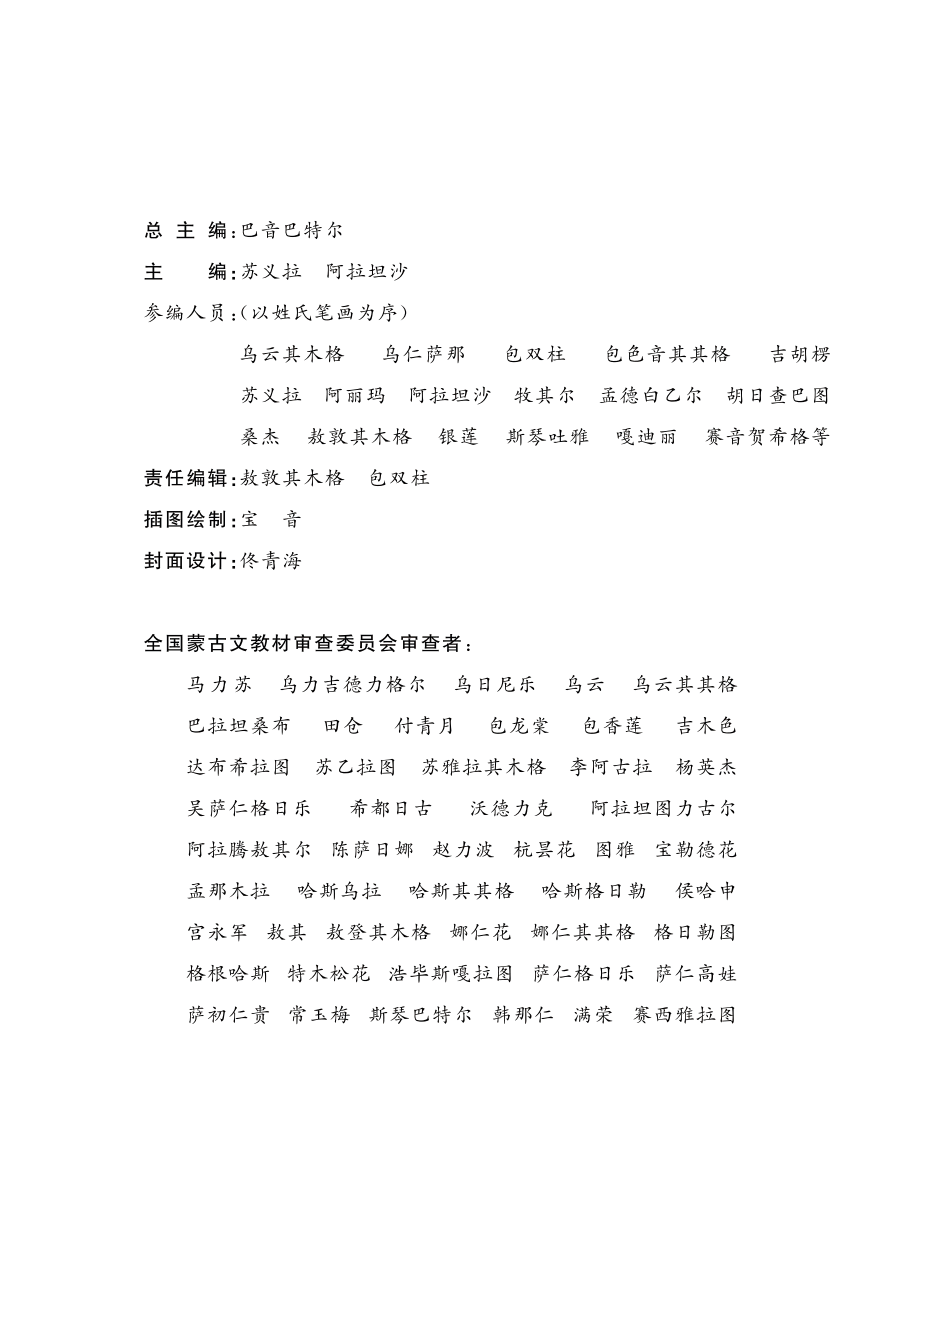 总 主 编:巴音巴特尔
主　　编:苏义拉　阿拉坦沙
参编人员:(以姓氏笔画为序)
乌云其木格　乌仁萨那　包双柱　包色音其其格　吉胡楞
苏义拉　阿丽玛　阿拉坦沙　牧其尔　孟德白乙尔　胡日查巴图
桑杰　敖敦其木格　银莲　斯琴吐雅　嘎迪丽　赛音贺希格等
责任编辑:敖敦其木格　包双柱
插图绘制:宝　音
封面设计:佟青海
全国蒙古文教材审查委员会审查者:
马力苏　乌力吉德力格尔　乌日尼乐　乌云　乌云其其格
巴拉坦桑布　田仓　付青月　包龙棠　包香莲　吉木色
达布希拉图　苏乙拉图　苏雅拉其木格　李阿古拉　杨英杰
吴萨仁格日乐　希都日古　沃德力克　阿拉坦图力古尔
阿拉腾敖其尔　陈萨日娜　赵力波　杭昙花　图雅　宝勒德花
孟那木拉　哈斯乌拉　哈斯其其格　哈斯格日勒　侯哈申
宫永军　敖其　敖登其木格　娜仁花　娜仁其其格　格日勒图
格根哈斯　特木松花　浩毕斯嘎拉图　萨仁格日乐　萨仁高娃
萨初仁贵　常玉梅　斯琴巴特尔　韩那仁　满荣　赛西雅拉图